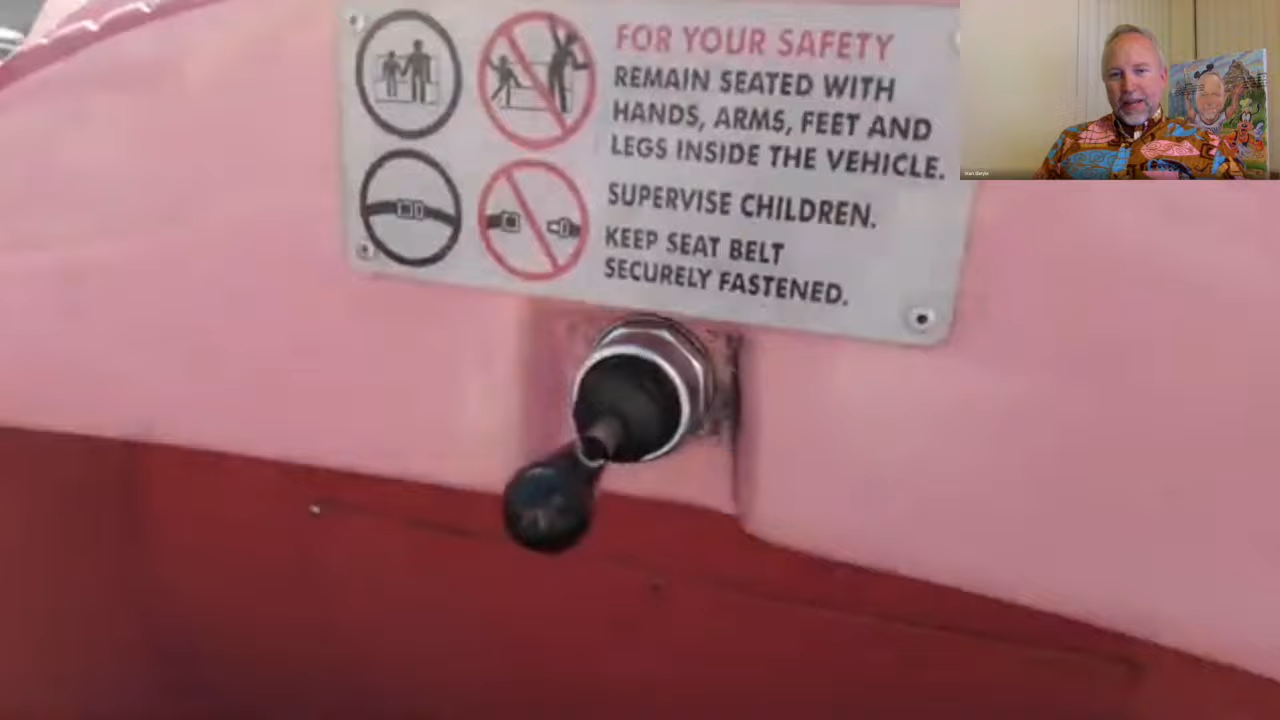 FOR YOUR SAFETY
REMAIN SEATED WITH
HANDS, ARMS, FEET AND
LEGS INSIDE THE VEHICLE.
SUPERVISE CHILDREN.
KEEP SEAT BELT
SECURELY FASTENED.